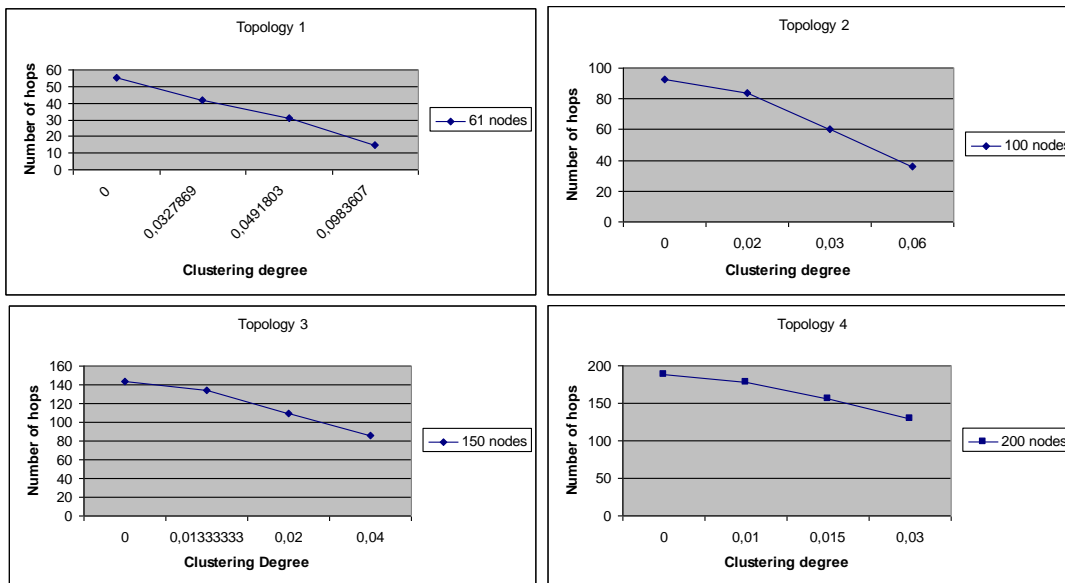 Topology 1
Number of hops
60
50
40
30
20
10
0
0
0,0327869
0,0491803
0,0983607
Clustering degree
61 nodes
Topology 2
Number of hops
100
80
60
40
20
0
0
0,02
0,03
0,06
Clustering degree
100 nodes
Topology 3
Number of hops
160
140
120
100
80
60
40
20
0
0
0,01333333
0,02
0,04
Clustering Degree
150 nodes
Topology 4
Number of hops
200
150
100
50
0
0
0,01
0,015
0,03
Clustering degree
200 nodes